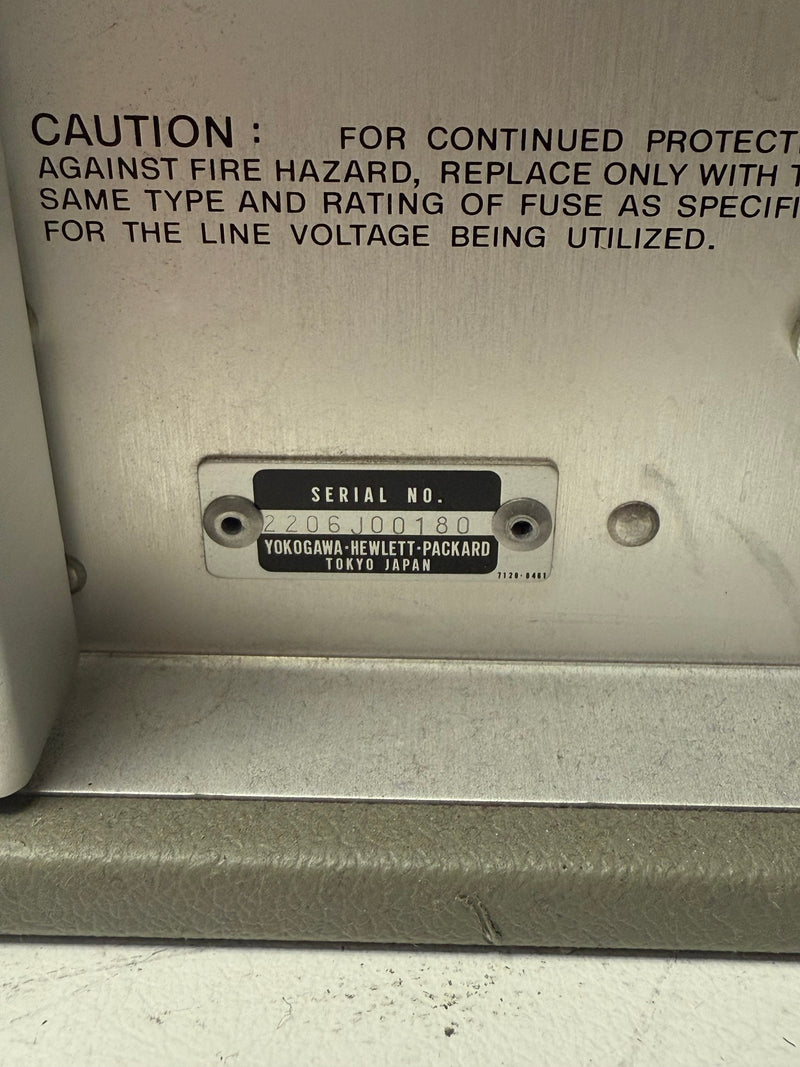 CAUTION : FOR CONTINUED PROTECTI
AGAINST FIRE HAZARD, REPLACE ONLY WITH T
SAME TYPE AND RATING OF FUSE AS SPECIFI
FOR THE LINE VOLTAGE BEING UTILIZED.
SERIAL NO.
2206J00180
YOKOGAWA·HEWLETT·PACKARD
TOKYO JAPAN
7120-0461